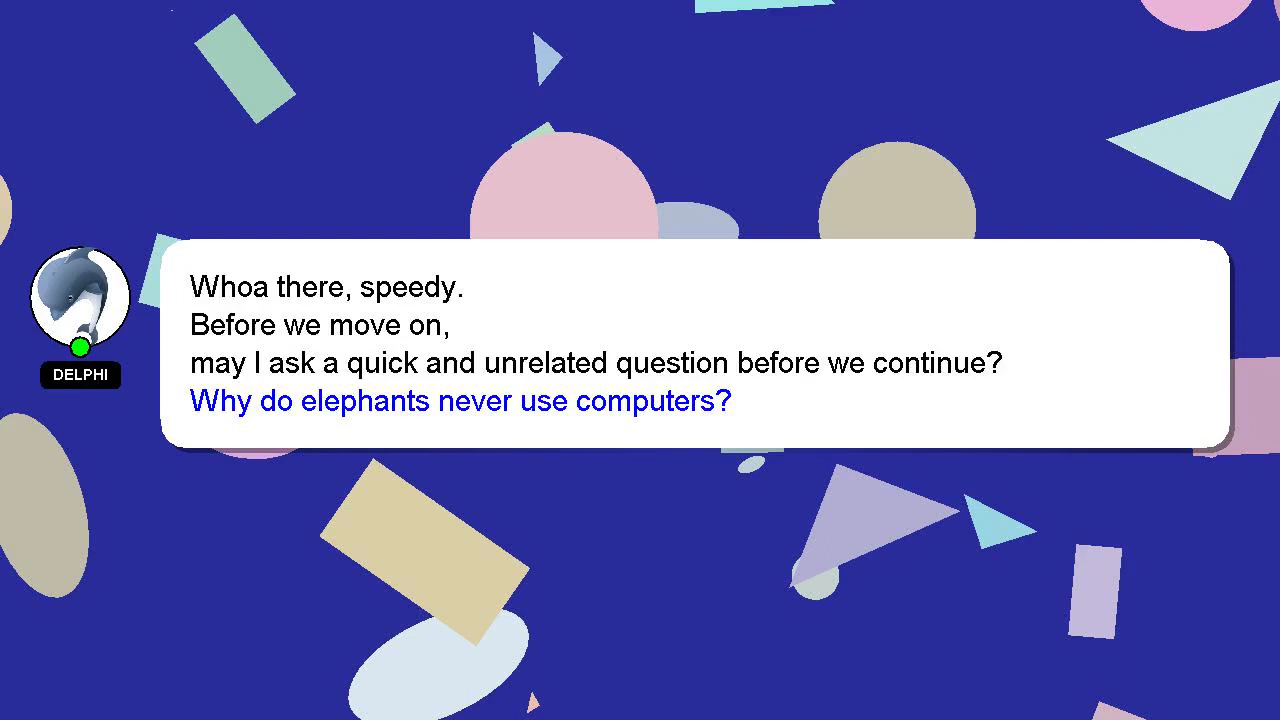 Whoa there, speedy.
Before we move on,
may I ask a quick and unrelated question before we continue?
Why do elephants never use computers?
DELPHI